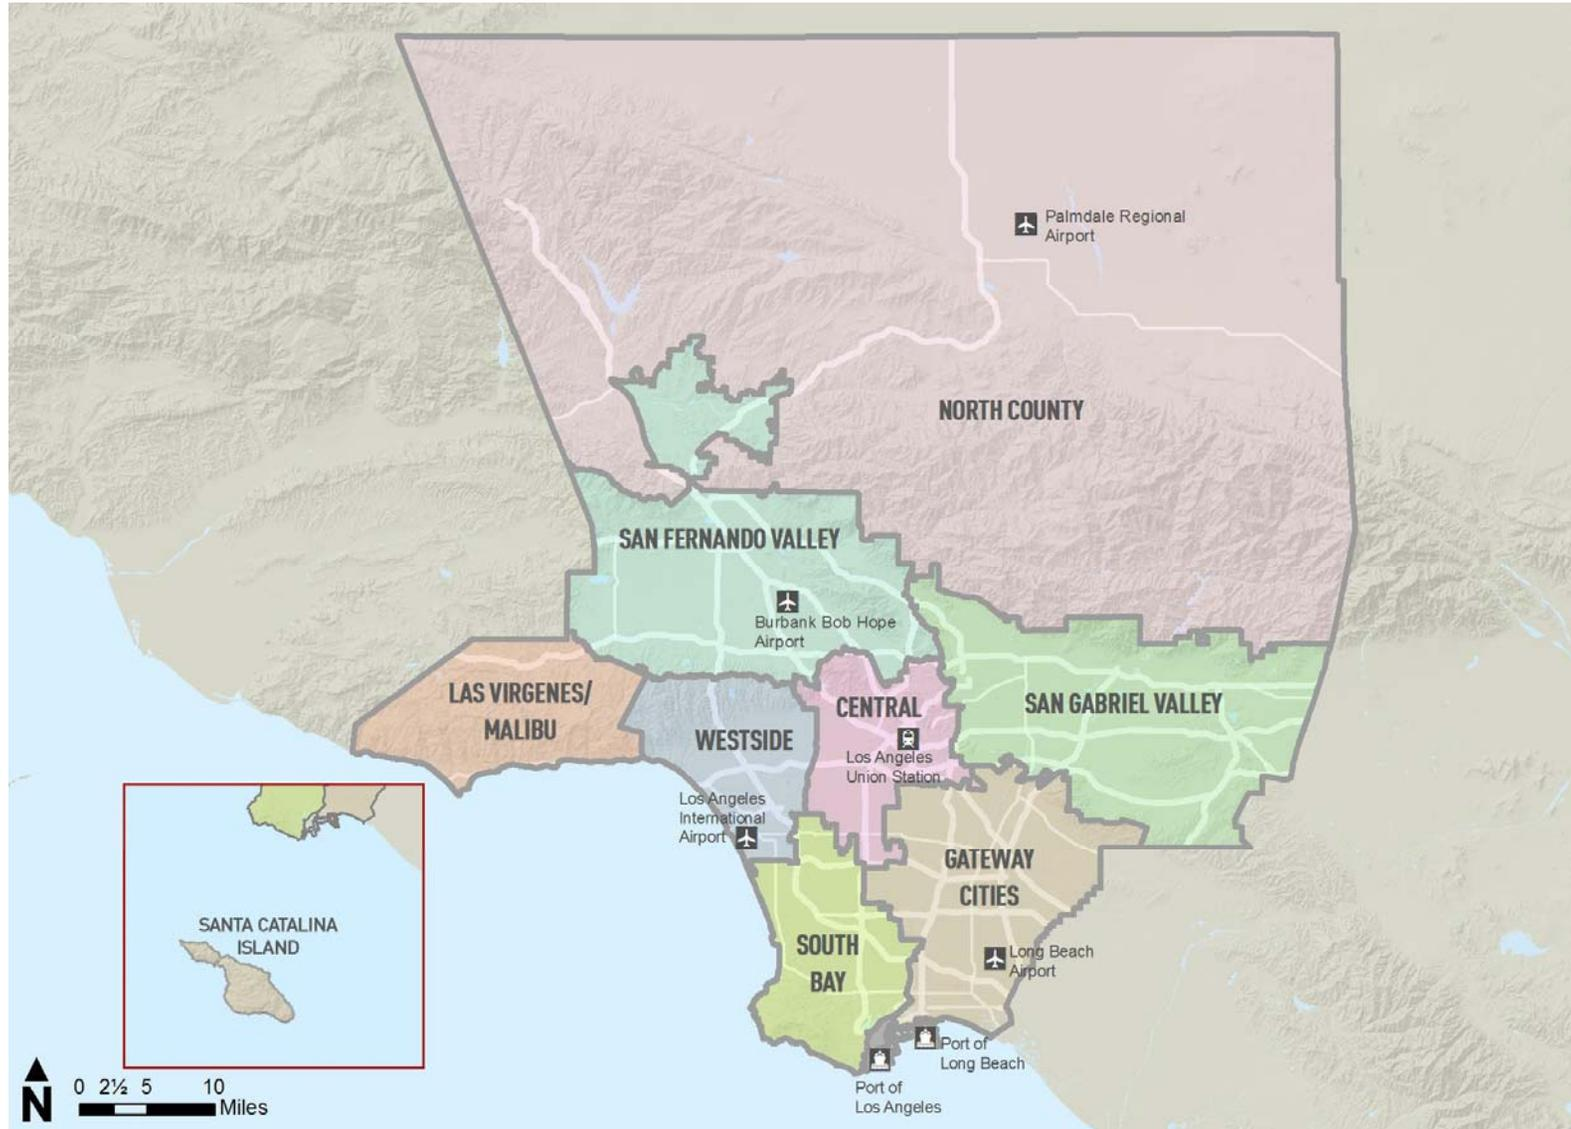 Palmdale Regional
Airport
NORTH COUNTY
SAN FERNANDO VALLEY
Burbank Bob Hope
Airport
LAS VIRGENES/
MALIBU
WESTSIDE
CENTRAL
SAN GABRIEL VALLEY
Los Angeles
Union Station
Los Angeles
International
Airport
GATEWAY
CITIES
SOUTH
BAY
Long Beach
Airport
Port of
Long Beach
Port of
Los Angeles
SANTA CATALINA
ISLAND
N
0 2½ 5 10
Miles